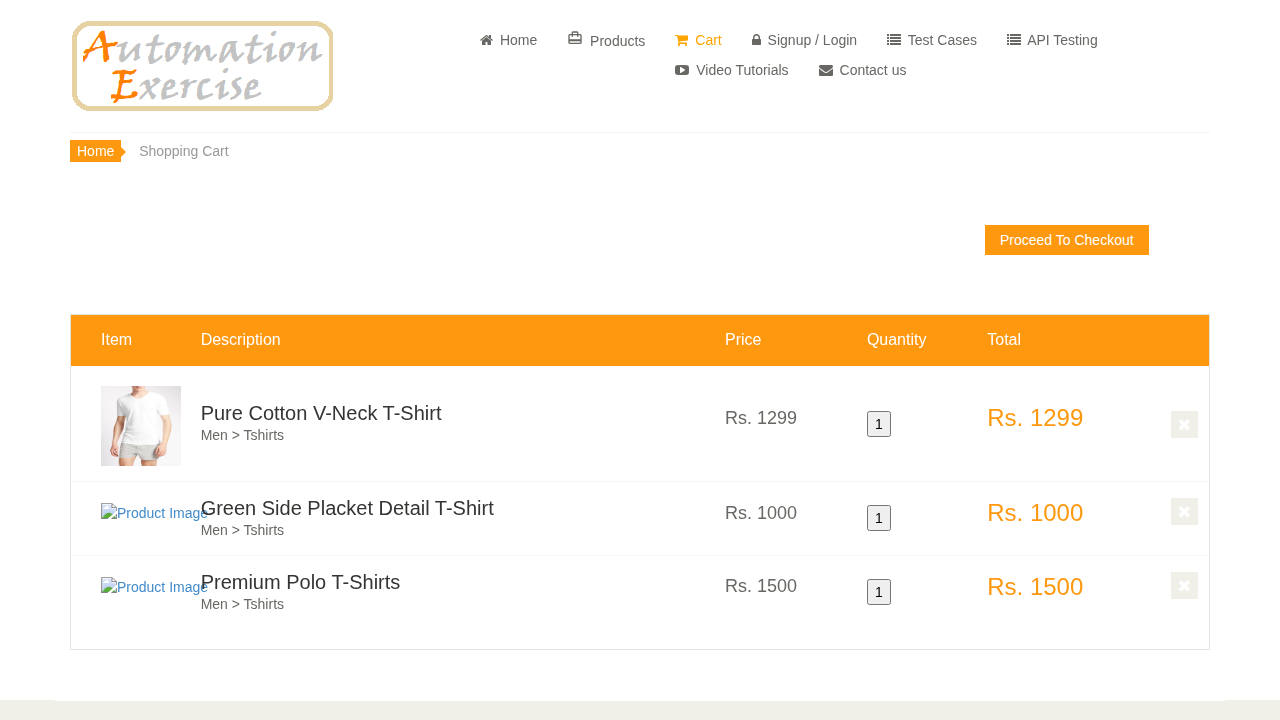 Automation
Exercise
Home Products Cart Signup / Login Test Cases API Testing
Video Tutorials Contact us
Home Shopping Cart
Proceed To Checkout
Item Description Price Quantity Total
Pure Cotton V-Neck T-Shirt
Men > Tshirts
Rs. 1299 1 Rs. 1299
Product Image
Green Side Placket Detail T-Shirt
Men > Tshirts
Rs. 1000 1 Rs. 1000
Product Image
Premium Polo T-Shirts
Men > Tshirts
Rs. 1500 1 Rs. 1500